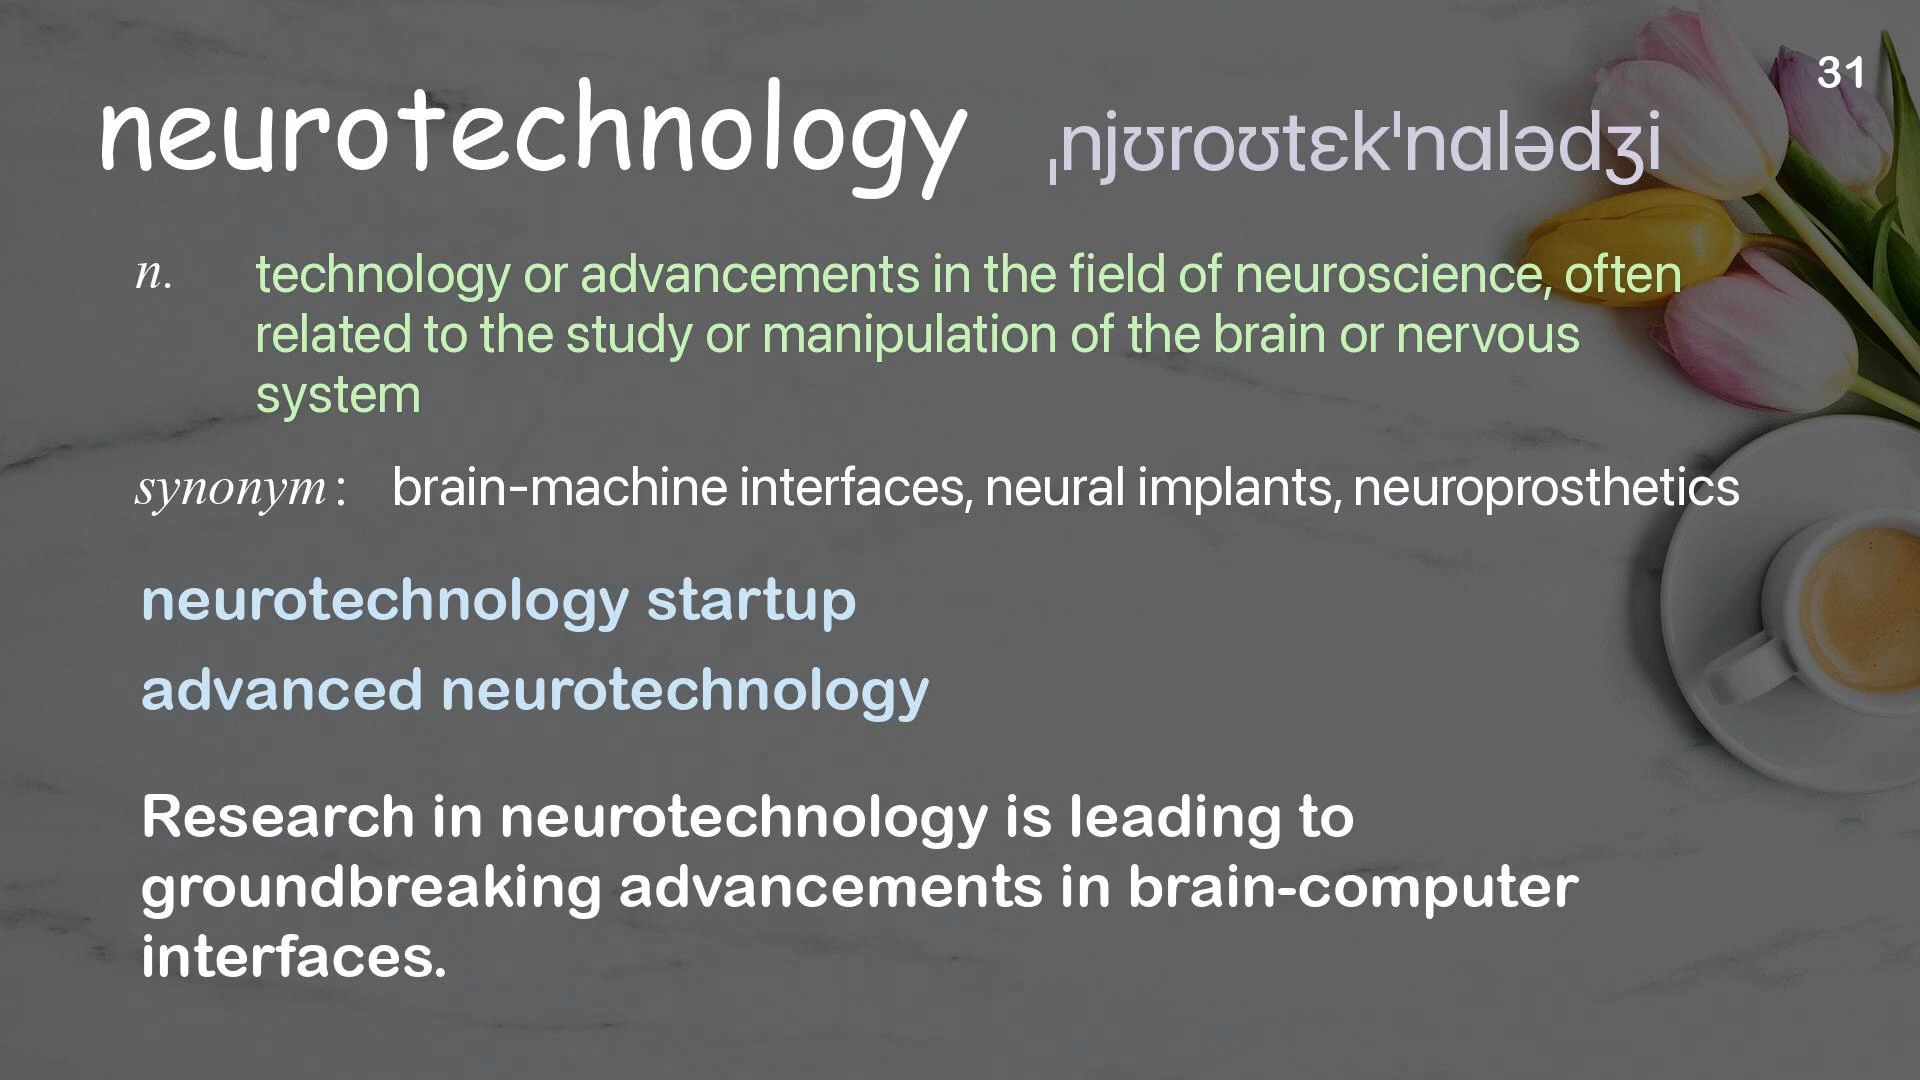 31
neurotechnology ˌnjʊroʊtɛk'nɑlədʒi
n. technology or advancements in the field of neuroscience, often
related to the study or manipulation of the brain or nervous
system
synonym: brain-machine interfaces, neural implants, neuroprosthetics
neurotechnology startup
advanced neurotechnology
Research in neurotechnology is leading to
groundbreaking advancements in brain-computer
interfaces.